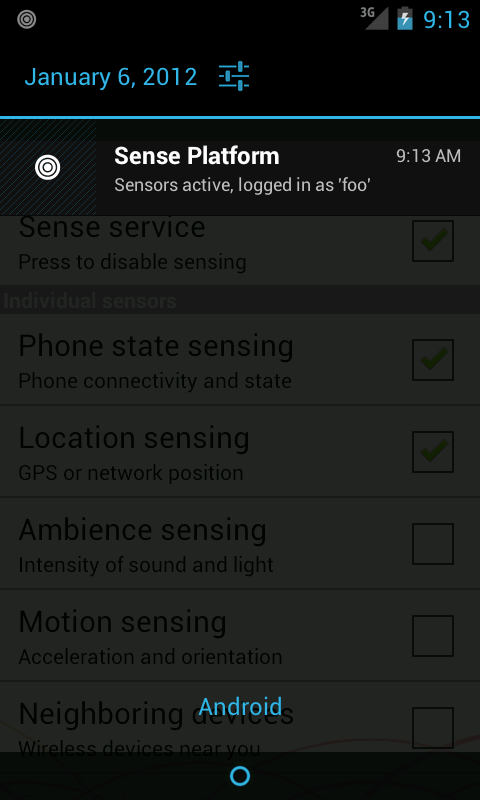 3G
9:13
January 6, 2012
Sense Platform
9:13 AM
Sensors active, logged in as 'foo'
Sense service
Press to disable sensing
Individual sensors
Phone state sensing
Phone connectivity and state
Location sensing
GPS or network position
Ambience sensing
Intensity of sound and light
Motion sensing
Acceleration and orientation
Neighboring devices
Android
Wireless devices near you